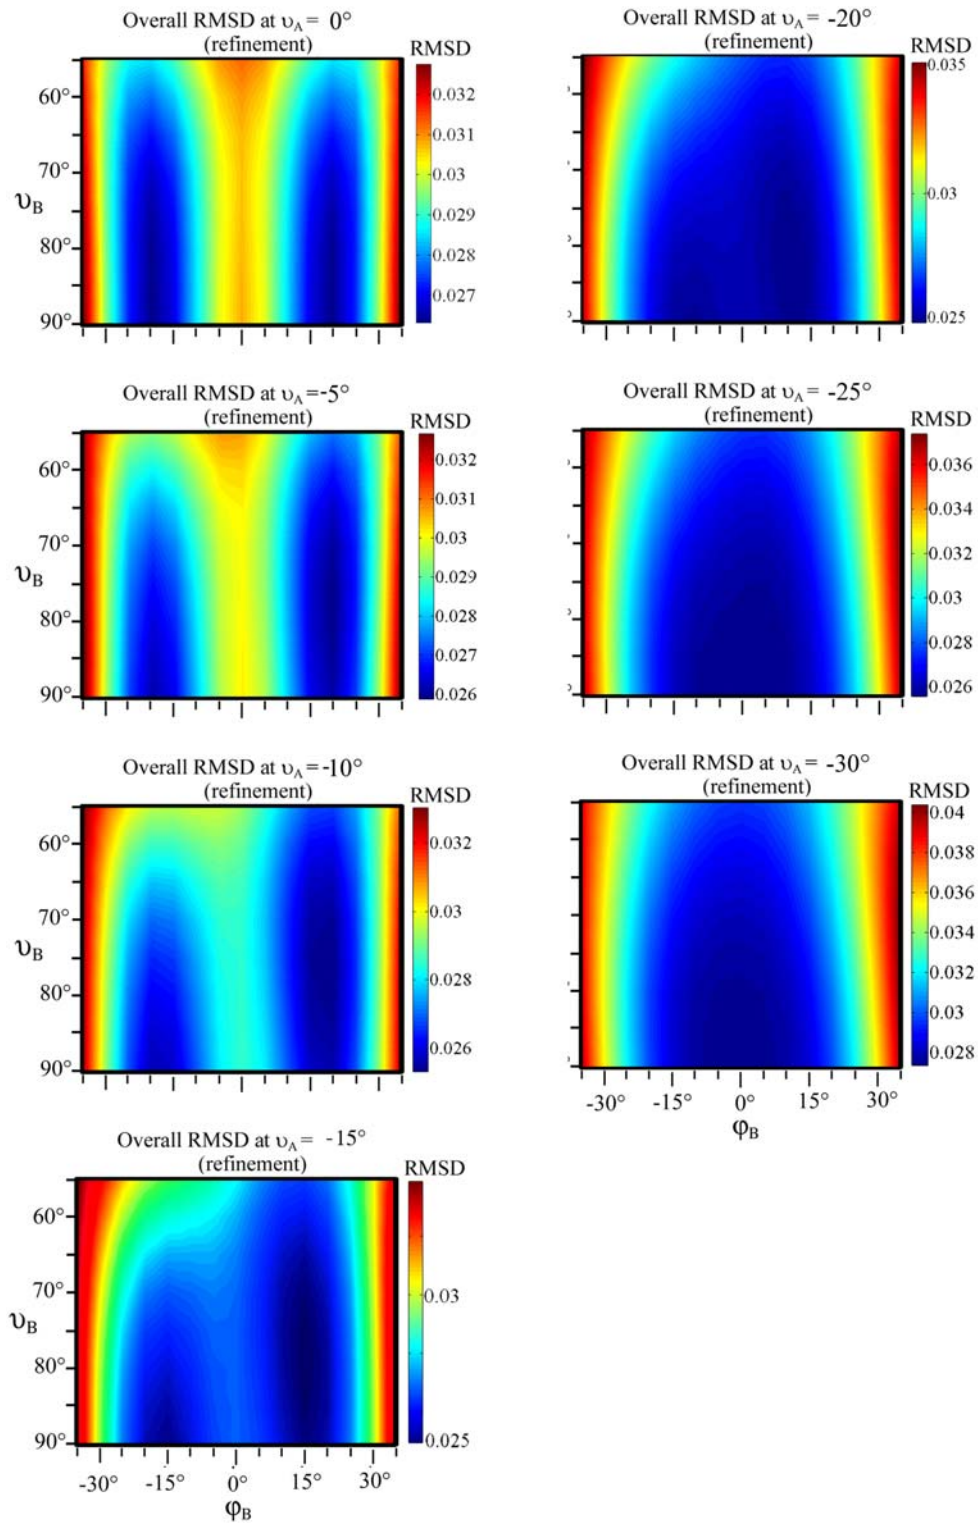 Overall RMSD at υA = 0°
(refinement)
RMSD
0.032
0.031
0.03
0.029
0.028
0.027
60°
70°
80°
90°
υB
Overall RMSD at υA =-5°
(refinement)
RMSD
0.032
0.031
0.03
0.029
0.028
0.027
0.026
60°
70°
80°
90°
υB
Overall RMSD at υA =-10°
(refinement)
RMSD
0.032
0.03
0.028
0.026
60°
70°
80°
90°
υB
Overall RMSD at υA = -15°
(refinement)
RMSD
0.03
0.025
60°
70°
80°
90°
υB
-30° -15° 0° 15° 30°
φB
Overall RMSD at υA = -20°
(refinement)
RMSD
0.035
0.03
0.025
Overall RMSD at υA = -25°
(refinement)
RMSD
0.036
0.034
0.032
0.03
0.028
0.026
Overall RMSD at υA = -30°
(refinement)
RMSD
0.04
0.038
0.036
0.034
0.032
0.03
0.028
-30° -15° 0° 15° 30°
φB